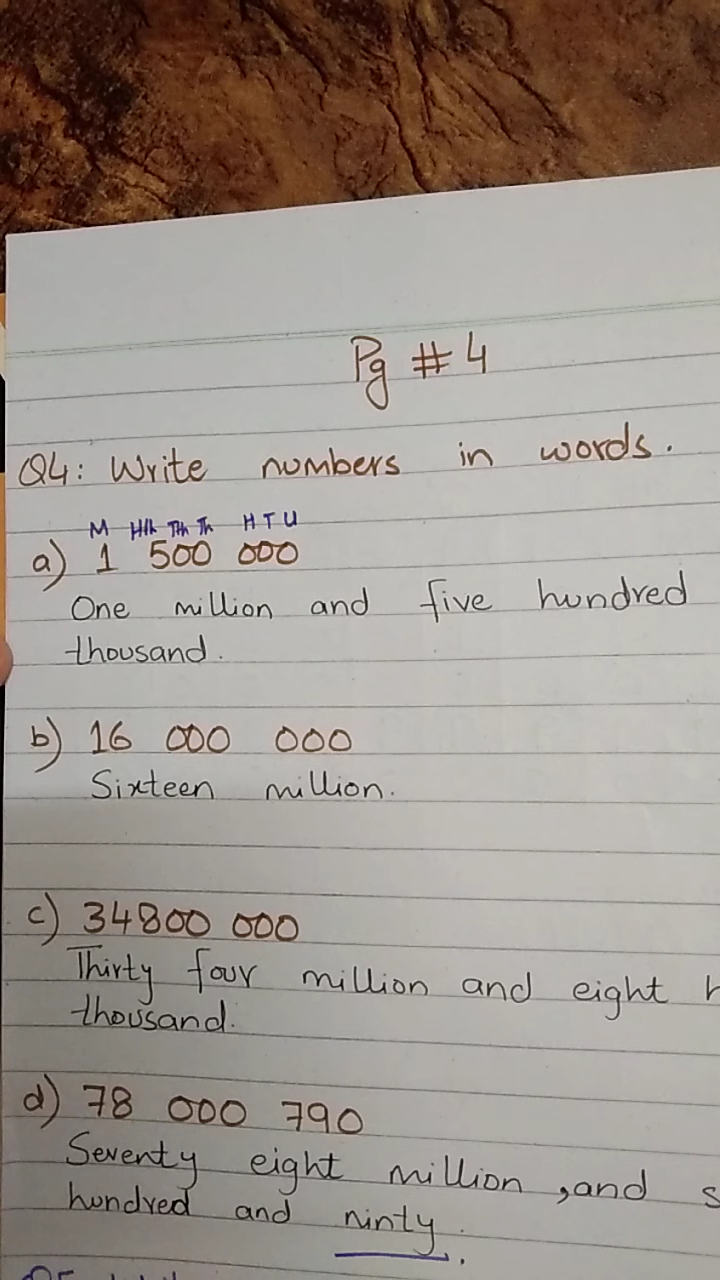 Pg # 4
Q4: Write numbers in words.
M HTh TTh Th H T U
a) 1 500 000
One million and five hundred
thousand.
b) 16 000 000
Sixteen million.
c) 34800 000
Thirty four million and eight
thousand.
d) 78 000 790
Seventy eight million ,and
hundred and ninty.